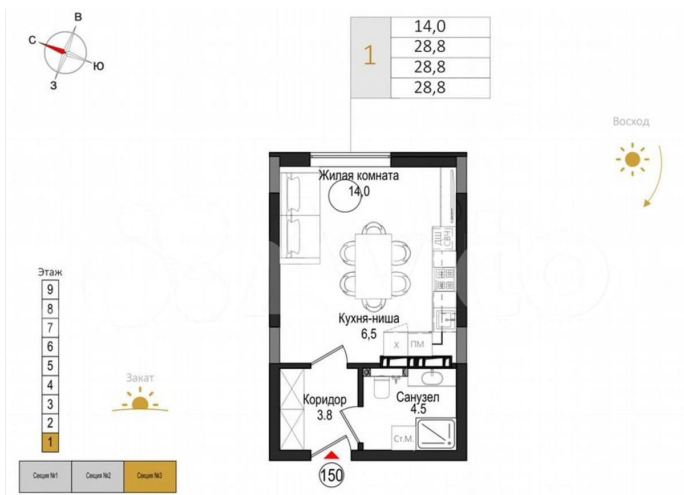 В
С
Ю
З
1
14,0
28,8
28,8
28,8
Восход
Жилая комната
14,0
ДШ
СВЧ
Этаж
9
8
7
6
5
4
3
2
1
Кухня-ниша
6,5
Х
ПМ
Закат
Коридор
3.8
Санузел
4.5
Ст.М.
150
Секция №1
Секция №2
Секция №3